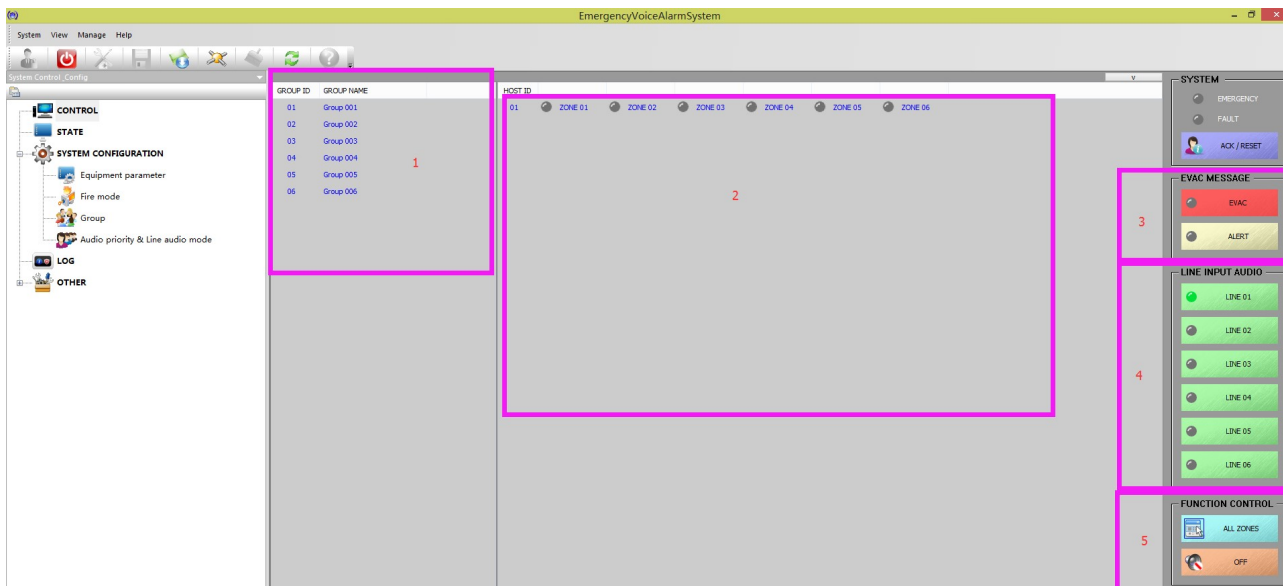 EmergencyVoiceAlarmSystem
System View Manage Help
System Control_Config
CONTROL
STATE
SYSTEM CONFIGURATION
Equipment parameter
Fire mode
Group
Audio priority & Line audio mode
LOG
OTHER
GROUP ID GROUP NAME
01 Group 001
02 Group 002
03 Group 003
04 Group 004
05 Group 005
06 Group 006
1
HOST ID
01 ZONE 01 ZONE 02 ZONE 03 ZONE 04 ZONE 05 ZONE 06
2
v
SYSTEM
EMERGENCY
FAULT
ACK / RESET
EVAC MESSAGE
EVAC
3
ALERT
LINE INPUT AUDIO
LINE 01
LINE 02
LINE 03
4
LINE 04
LINE 05
LINE 06
FUNCTION CONTROL
ALL ZONES
5
OFF